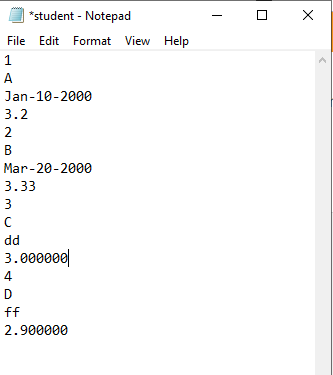 *student - Notepad
File Edit Format View Help
1
A
Jan-10-2000
3.2
2
B
Mar-20-2000
3.33
3
C
dd
3.000000
4
D
ff
2.900000